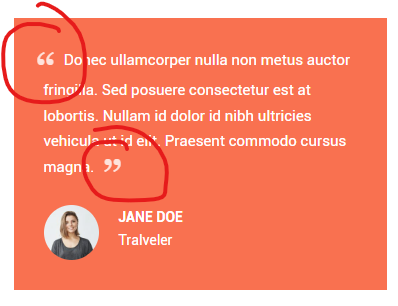 “ Donec ullamcorper nulla non metus auctor
fringilla. Sed posuere consectetur est at
lobortis. Nullam id dolor id nibh ultricies
vehicula ut id elit. Praesent commodo cursus
magna. ”
JANE DOE
Tralveler